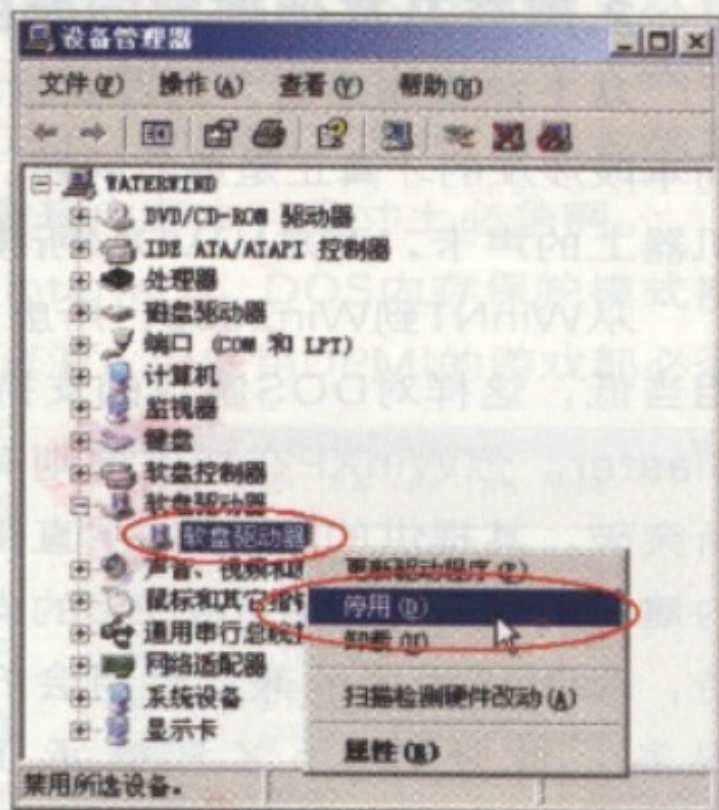 设备管理器
文件(F) 操作(A) 查看(V) 帮助(H)
WATERWIND
DVD/CD-ROM 驱动器
IDE ATA/ATAPI 控制器
处理器
磁盘驱动器
端口 (COM 和 LPT)
计算机
监视器
键盘
软盘控制器
软盘驱动器
软盘驱动器
声音、视频和
鼠标和其它指
通用串行总线
网络适配器
系统设备
显示卡
更新驱动程序(P)
停用(D)
卸载(U)
扫描检测硬件改动(A)
属性(R)
禁用所选设备。